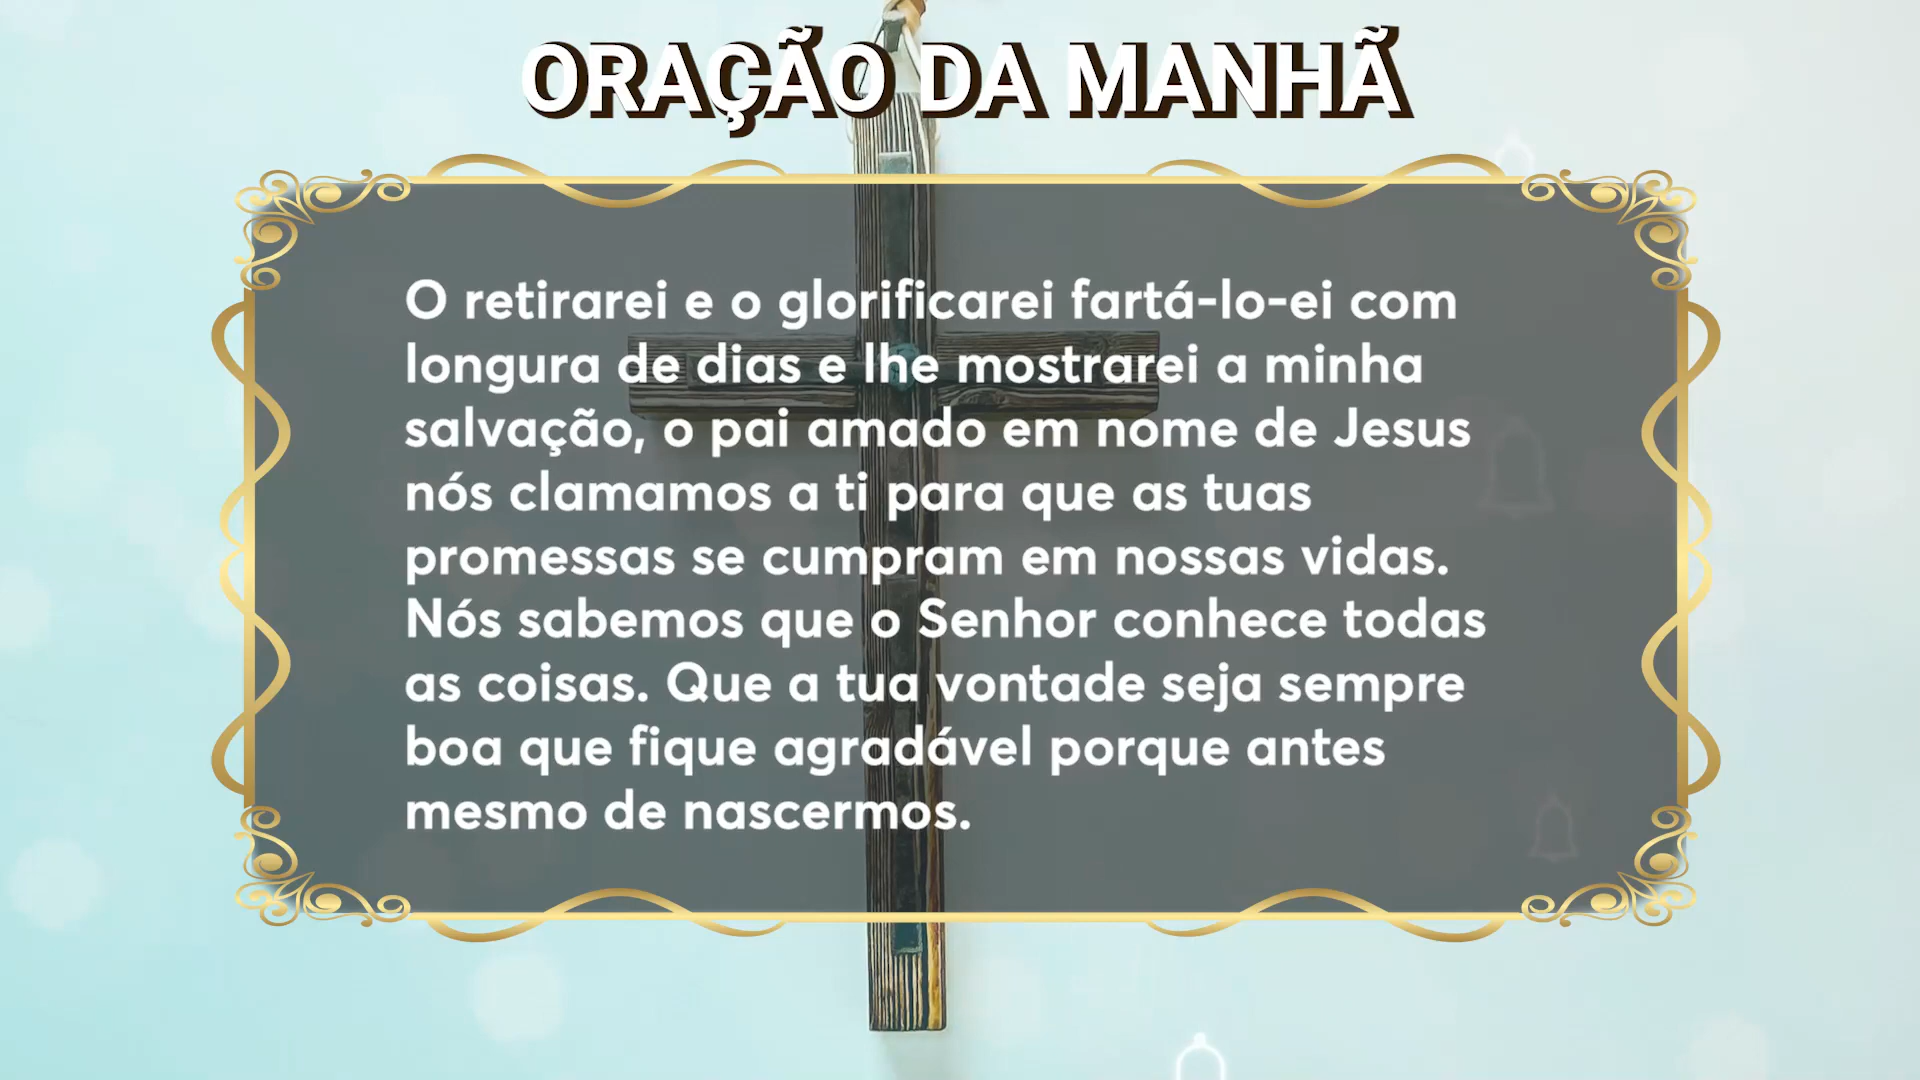 ORAÇÃO DA MANHÃ
O retirarei e o glorificarei fartá-lo-ei com
longura de dias e lhe mostrarei a minha
salvação, o pai amado em nome de Jesus
nós clamamos a ti para que as tuas
promessas se cumpram em nossas vidas.
Nós sabemos que o Senhor conhece todas
as coisas. Que a tua vontade seja sempre
boa que fique agradável porque antes
mesmo de nascermos.